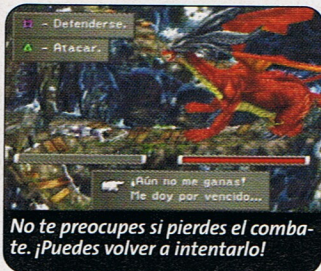 □ - Defenderse.
△ - Atacar.
¡Aún no me ganas!
Me doy por vencido...
No te preocupes si pierdes el comba-
te. ¡Puedes volver a intentarlo!